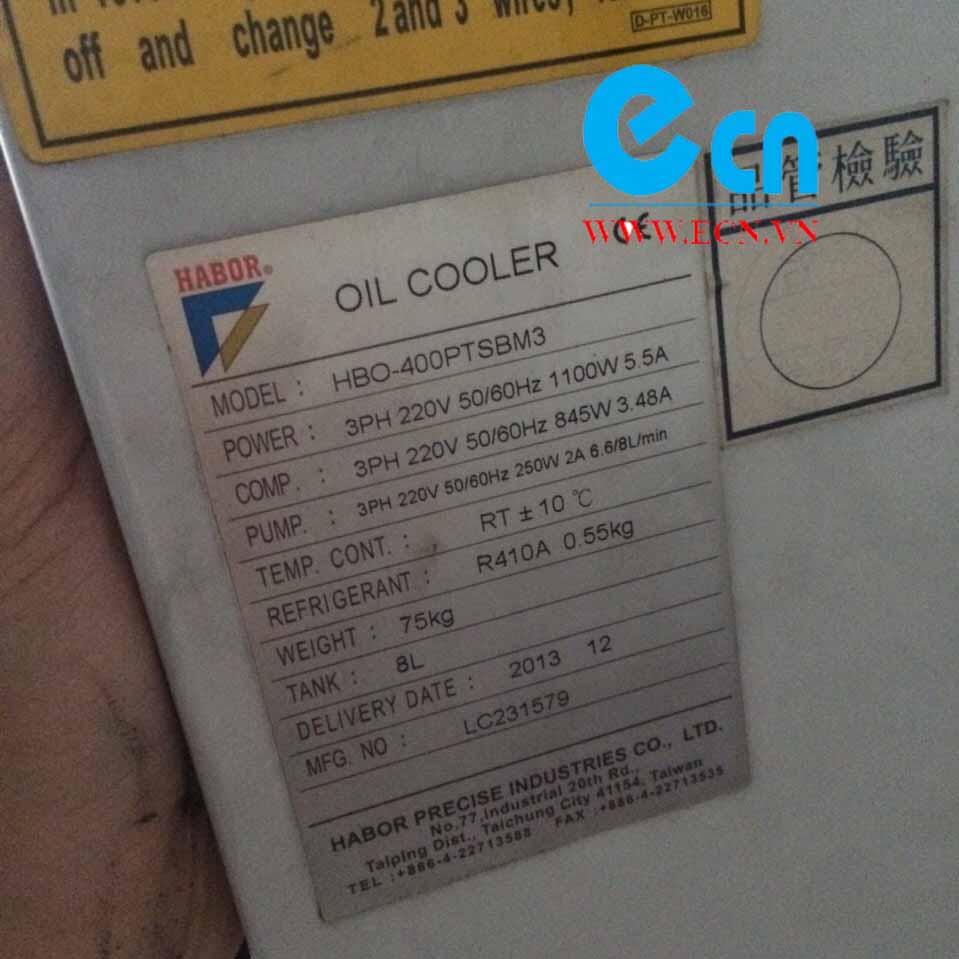 off and change 2 and 3 wires,
D-PT-W016
ecn
WWW.ECN.VN
品管檢驗
HABOR®
OIL COOLER
CE
MODEL : HBO-400PTSBM3
POWER : 3PH 220V 50/60Hz 1100W 5.5A
COMP. : 3PH 220V 50/60Hz 845W 3.48A
PUMP. : 3PH 220V 50/60Hz 250W 2A 6.6/8L/min
TEMP. CONT. : RT ± 10 ℃
REFRIGERANT : R410A 0.55kg
WEIGHT : 75kg
TANK : 8L
DELIVERY DATE : 2013 12
MFG. NO : LC231579
HABOR PRECISE INDUSTRIES CO., LTD.
No,77,Industrial 20th Rd.,
Taiping Dist., Taichung City 41154, Taiwan
TEL :+886-4-22713588 FAX :+886-4-22713535